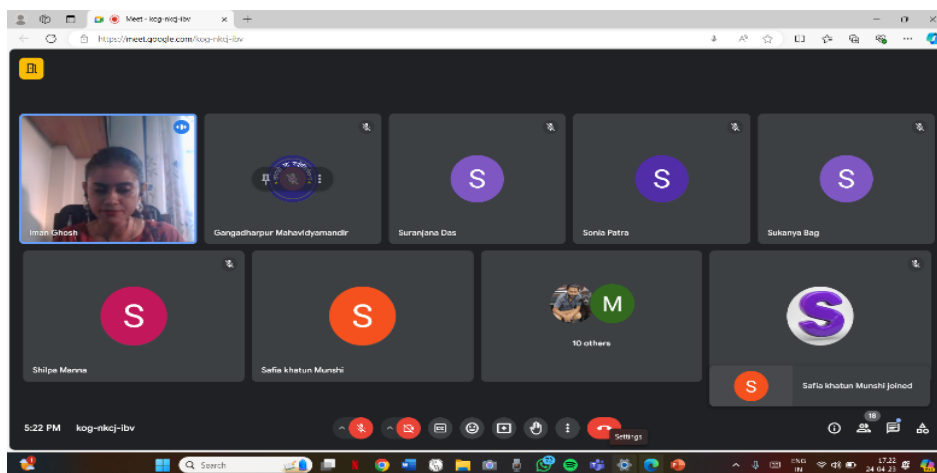 Meet - kog-nkcj-ibv
https://meet.google.com/kog-nkcj-ibv
Iman Ghosh
Gangadharpur Mahavidyamandir
S
Suranjana Das
S
Sonia Patra
S
Sukanya Bag
S
Shilpa Manna
S
Safia khatun Munshi
M
10 others
S
S
Safia khatun Munshi joined
5:22 PM kog-nkcj-ibv
Settings
18
Search
ENG
IN
17:22
24-04-23